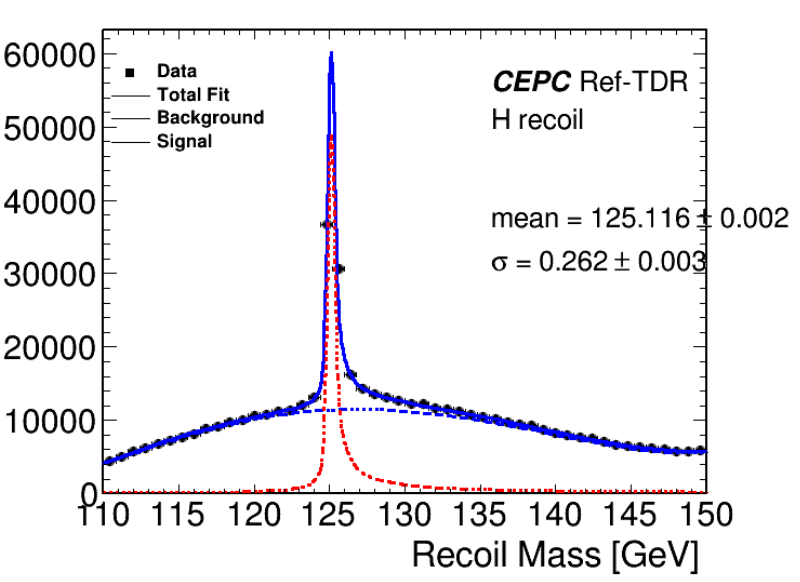 60000
50000
40000
30000
20000
10000
0
Data
Total Fit
Background
Signal
CEPC Ref-TDR
H recoil
mean = 125.116 ± 0.002
σ = 0.262 ± 0.003
110 115 120 125 130 135 140 145 150
Recoil Mass [GeV]